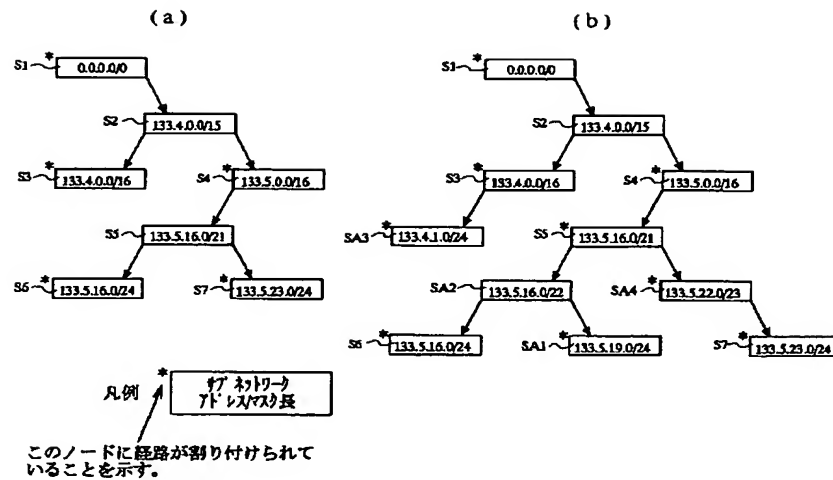 (a)
(b)
*
S1
0.0.0.0/0
S2
133.4.0.0/15
*
S3
133.4.0.0/16
*
S4
133.5.0.0/16
S5
133.5.16.0/21
*
S6
133.5.16.0/24
*
S7
133.5.23.0/24
*
S1
0.0.0.0/0
S2
133.4.0.0/15
*
S3
133.4.0.0/16
*
S4
133.5.0.0/16
*
SA3
133.4.1.0/24
*
S5
133.5.16.0/21
SA2
133.5.16.0/22
*
SA4
133.5.22.0/23
*
S6
133.5.16.0/24
*
SA1
133.5.19.0/24
*
S7
133.5.23.0/24
凡例
*
サブネットワーク
アドレス/マスク長
このノードに経路が割り付けられて
いることを示す。